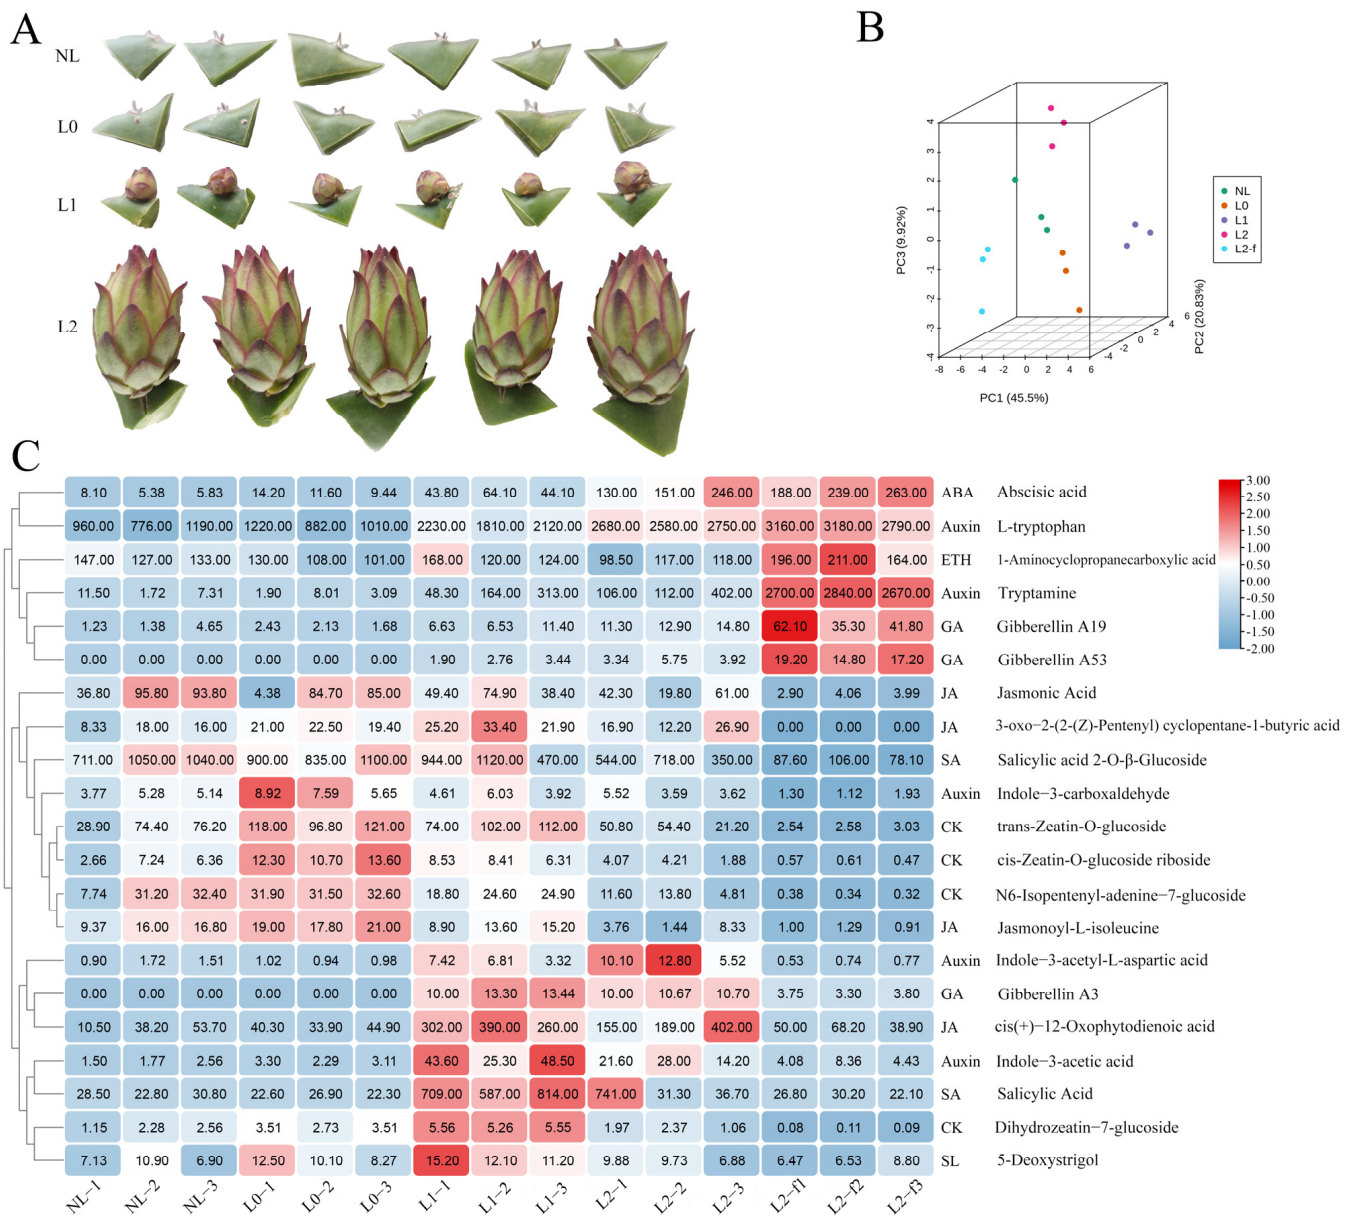 A
NL
L0
L1
L2
B
4
3
2
1
0
-1
-2
-3
-4
PC3 (9.92%)
-8 -6 -4 -2 0 2 4 6
PC1 (45.5%)
-4 -2 0 2 4 6
PC2 (20.83%)
NL
L0
L1
L2
L2-f
C
8.10 5.38 5.83 14.20 11.60 9.44 43.80 64.10 44.10 130.00 151.00 246.00 188.00 239.00 263.00 ABA Abscisic acid
960.00 776.00 1190.00 1220.00 882.00 1010.00 2230.00 1810.00 2120.00 2680.00 2580.00 2750.00 3160.00 3180.00 2790.00 Auxin L-tryptophan
147.00 127.00 133.00 130.00 108.00 101.00 168.00 120.00 124.00 98.50 117.00 118.00 196.00 211.00 164.00 ETH 1-Aminocyclopropanecarboxylic acid
11.50 1.72 7.31 1.90 8.01 3.09 48.30 164.00 313.00 106.00 112.00 402.00 2700.00 2840.00 2670.00 Auxin Tryptamine
1.23 1.38 4.65 2.43 2.13 1.68 6.63 6.53 11.40 11.30 12.90 14.80 62.10 35.30 41.80 GA Gibberellin A19
0.00 0.00 0.00 0.00 0.00 0.00 1.90 2.76 3.44 3.34 5.75 3.92 19.20 14.80 17.20 GA Gibberellin A53
36.80 95.80 93.80 4.38 84.70 85.00 49.40 74.90 38.40 42.30 19.80 61.00 2.90 4.06 3.99 JA Jasmonic Acid
8.33 18.00 16.00 21.00 22.50 19.40 25.20 33.40 21.90 16.90 12.20 26.90 0.00 0.00 0.00 JA 3-oxo−2-(2-(Z)-Pentenyl) cyclopentane-1-butyric acid
711.00 1050.00 1040.00 900.00 835.00 1100.00 944.00 1120.00 470.00 544.00 718.00 350.00 87.60 106.00 78.10 SA Salicylic acid 2-O-β-Glucoside
3.77 5.28 5.14 8.92 7.59 5.65 4.61 6.03 3.92 5.52 3.59 3.62 1.30 1.12 1.93 Auxin Indole−3-carboxaldehyde
28.90 74.40 76.20 118.00 96.80 121.00 74.00 102.00 112.00 50.80 54.40 21.20 2.54 2.58 3.03 CK trans-Zeatin-O-glucoside
2.66 7.24 6.36 12.30 10.70 13.60 8.53 8.41 6.31 4.07 4.21 1.88 0.57 0.61 0.47 CK cis-Zeatin-O-glucoside riboside
7.74 31.20 32.40 31.90 31.50 32.60 18.80 24.60 24.90 11.60 13.80 4.81 0.38 0.34 0.32 CK N6-Isopentenyl-adenine−7-glucoside
9.37 16.00 16.80 19.00 17.80 21.00 8.90 13.60 15.20 3.76 1.44 8.33 1.00 1.29 0.91 JA Jasmonoyl-L-isoleucine
0.90 1.72 1.51 1.02 0.94 0.98 7.42 6.81 3.32 10.10 12.80 5.52 0.53 0.74 0.77 Auxin Indole−3-acetyl-L-aspartic acid
0.00 0.00 0.00 0.00 0.00 0.00 10.00 13.30 13.44 10.00 10.67 10.70 3.75 3.30 3.80 GA Gibberellin A3
10.50 38.20 53.70 40.30 33.90 44.90 302.00 390.00 260.00 155.00 189.00 402.00 50.00 68.20 38.90 JA cis(+)−12-Oxophytodienoic acid
1.50 1.77 2.56 3.30 2.29 3.11 43.60 25.30 48.50 21.60 28.00 14.20 4.08 8.36 4.43 Auxin Indole−3-acetic acid
28.50 22.80 30.80 22.60 26.90 22.30 709.00 587.00 814.00 741.00 31.30 36.70 26.80 30.20 22.10 SA Salicylic Acid
1.15 2.28 2.56 3.51 2.73 3.51 5.56 5.26 5.55 1.97 2.37 1.06 0.08 0.11 0.09 CK Dihydrozeatin−7-glucoside
7.13 10.90 6.90 12.50 10.10 8.27 15.20 12.10 11.20 9.88 9.73 6.88 6.47 6.53 8.80 SL 5-Deoxystrigol
NL−1 NL−2 NL−3 L0−1 L0−2 L0−3 L1−1 L1−2 L1−3 L2−1 L2−2 L2−3 L2−f1 L2−f2 L2−f3
3.00
2.50
2.00
1.50
1.00
0.50
0.00
-0.50
-1.00
-1.50
-2.00